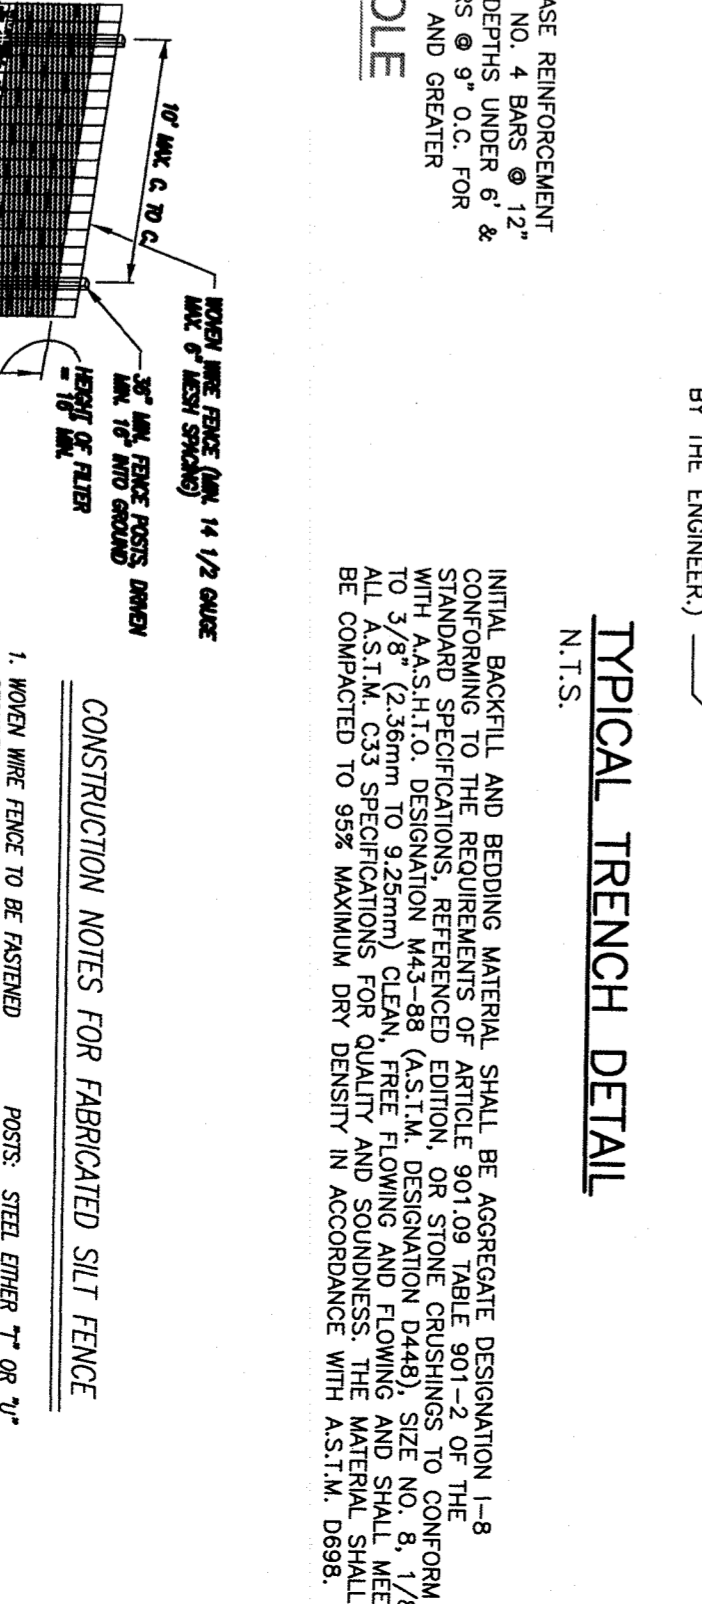 BY THE ENGINEER.)
TYPICAL TRENCH DETAIL
N.T.S.
INITIAL BACKFILL AND BEDDING MATERIAL SHALL BE AGGREGATE DESIGNATION I-8
CONFORMING TO THE REQUIREMENTS OF ARTICLE 901.09 TABLE 901-2 OF THE
STANDARD SPECIFICATIONS, REFERENCED EDITION, OR STONE CRUSHINGS TO CONFORM
WITH A.A.S.H.T.O. DESIGNATION M43-88 (A.S.T.M. DESIGNATION D448), SIZE NO. 8, 1/8
TO 3/8" (2.36mm TO 9.25mm) CLEAN, FREE FLOWING AND FLOWING AND SHALL MEE
ALL A.S.T.M. C33 SPECIFICATIONS FOR QUALITY AND SOUNDNESS. THE MATERIAL SHALL
BE COMPACTED TO 95% MAXIMUM DRY DENSITY IN ACCORDANCE WITH A.S.T.M. D698.
ASE REINFORCEMENT
NO. 4 BARS @ 12"
DEPTHS UNDER 6' &
RS @ 9" O.C. FOR
AND GREATER
OLE
WOVEN WIRE FENCE (MIN. 14 1/2 GAUGE
MAX. 6" MESH SPACING)
10' MAX. C. TO C.
36" MIN. FENCE POSTS, DRIVEN
MIN. 16" INTO GROUND
HEIGHT OF FILTER
= 16" MIN.
CONSTRUCTION NOTES FOR FABRICATED SILT FENCE
1. WOVEN WIRE FENCE TO BE FASTENED
POSTS: STEEL EITHER "T" OR "U"